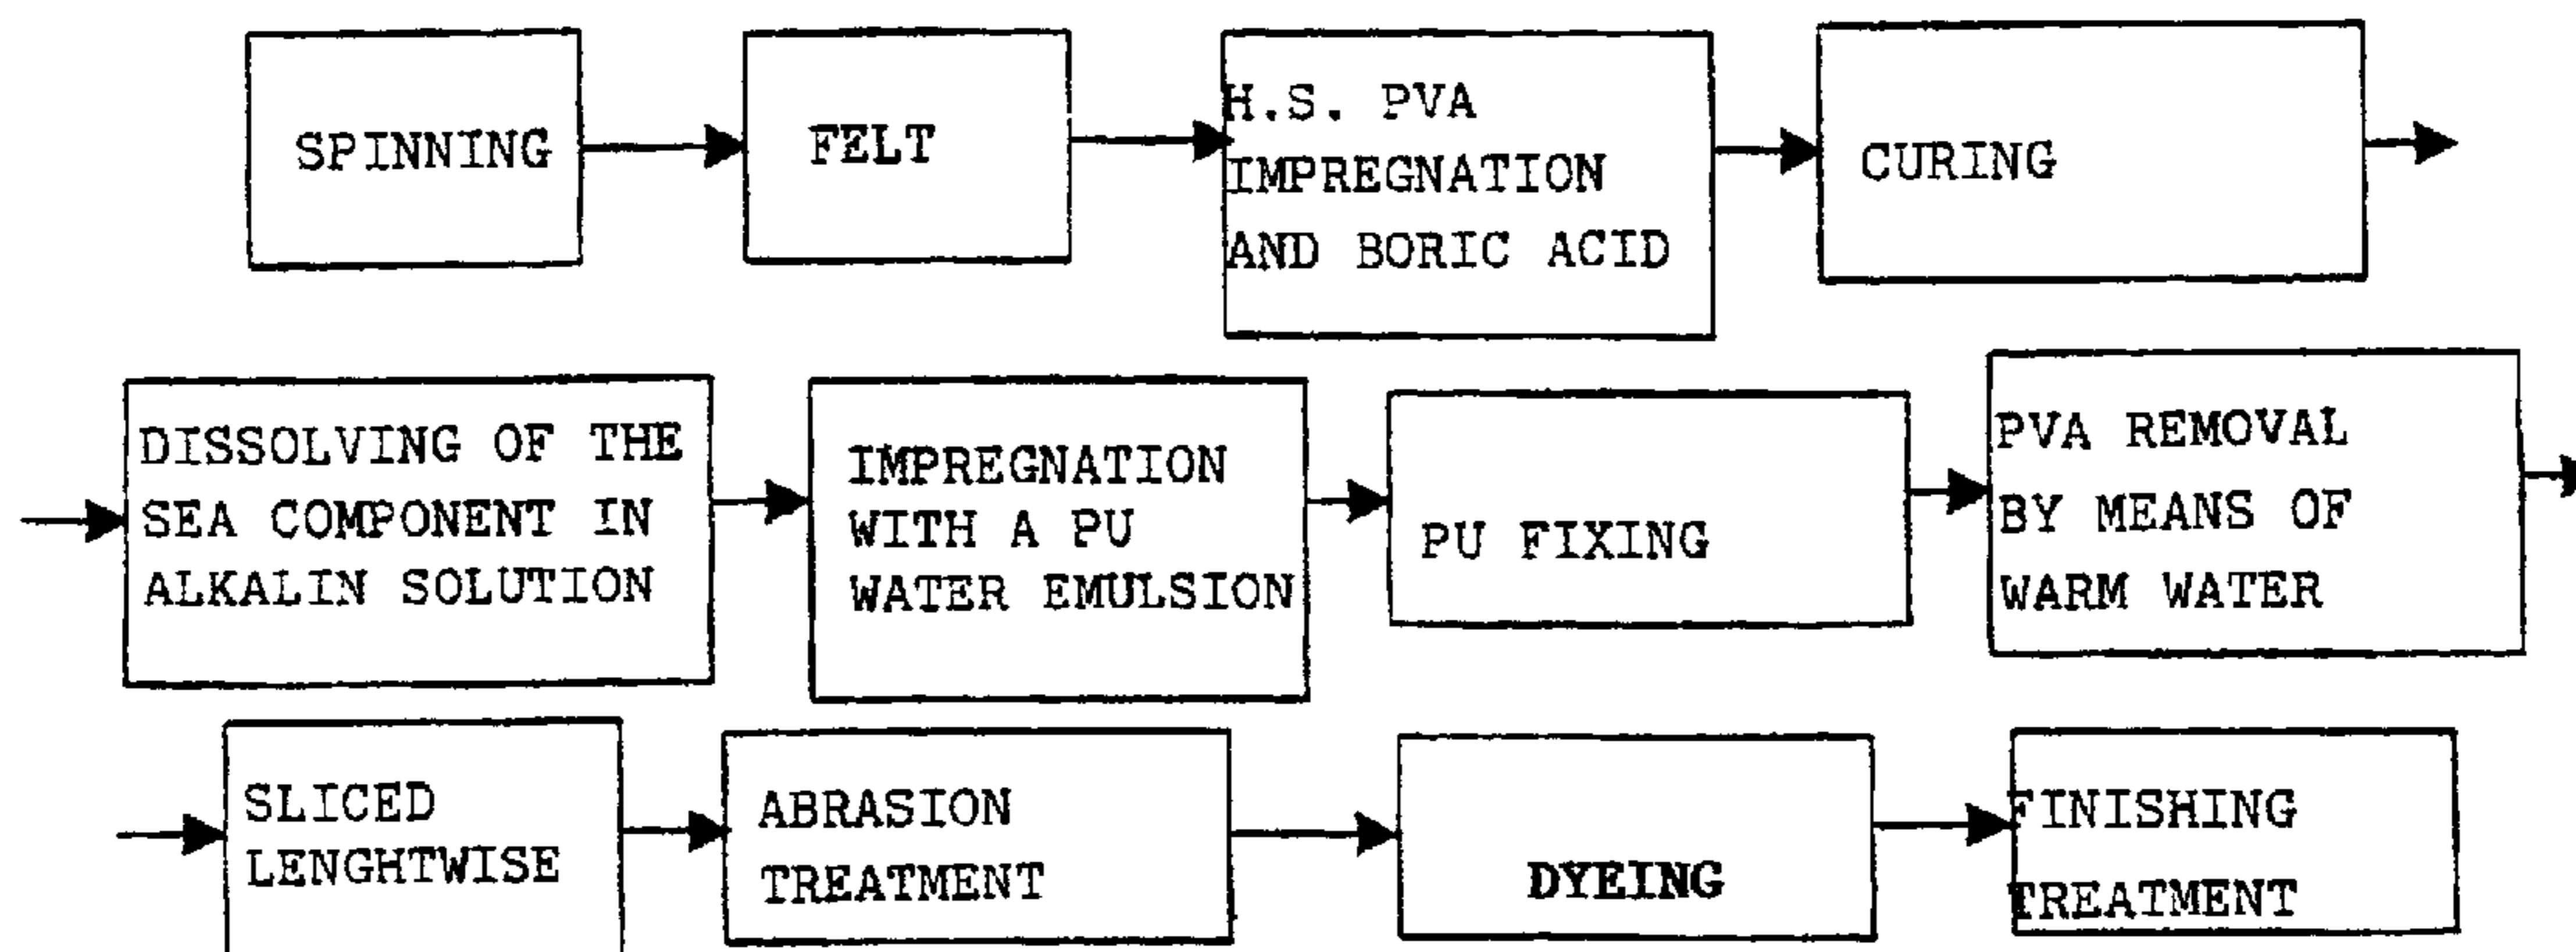 SPINNING
FELT
H.S. PVA
IMPREGNATION
AND BORIC ACID
CURING
DISSOLVING OF THE
SEA COMPONENT IN
ALKALIN SOLUTION
IMPREGNATION
WITH A PU
WATER EMULSION
PU FIXING
PVA REMOVAL
BY MEANS OF
WARM WATER
SLICED
LENGHTWISE
ABRASION
TREATMENT
DYEING
FINISHING
TREATMENT